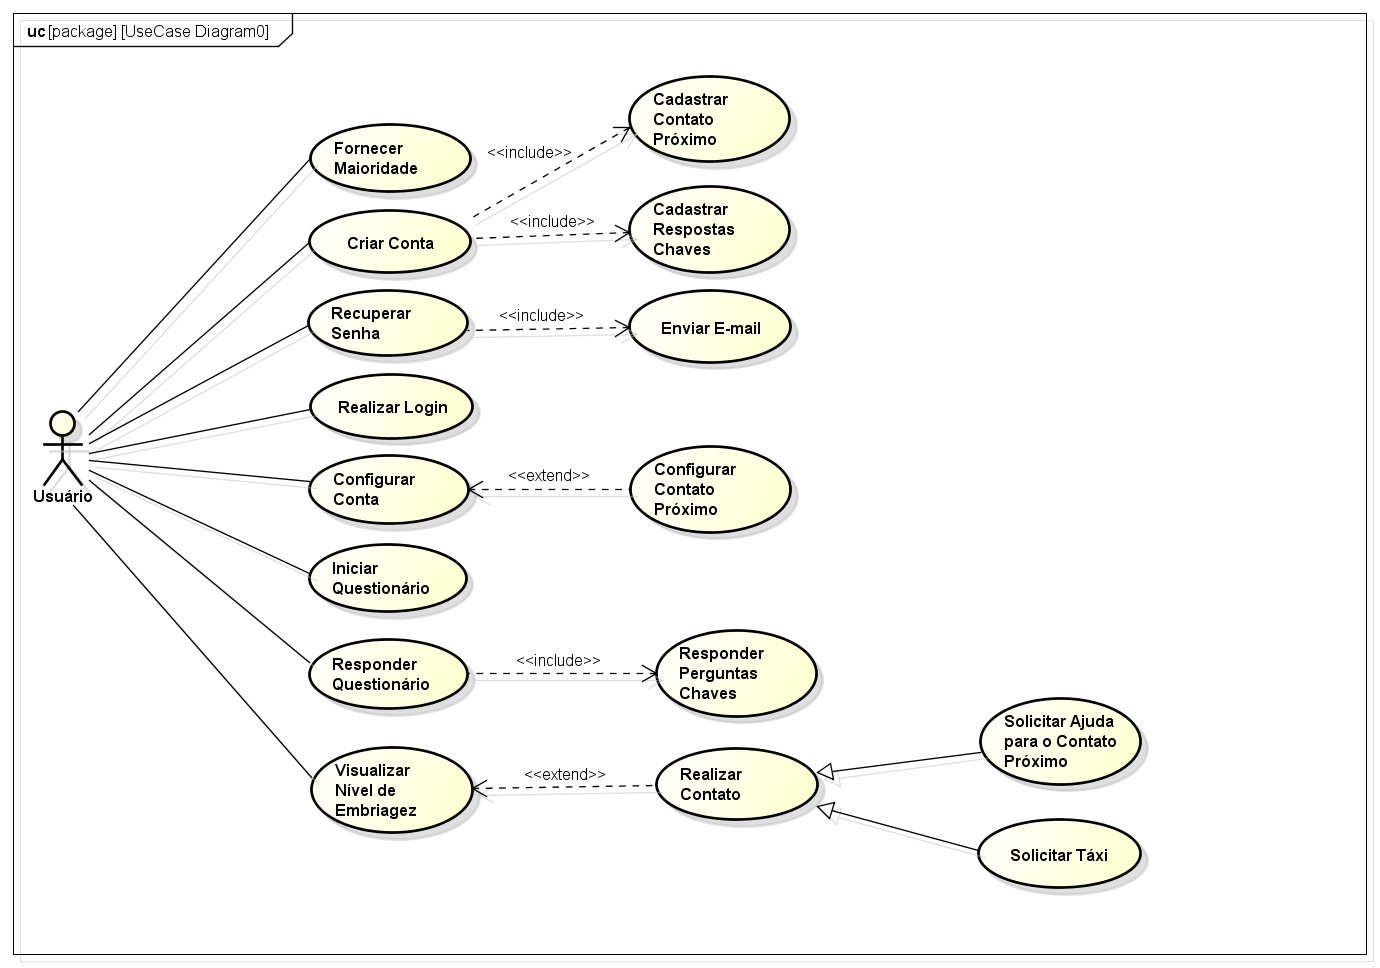 uc [package] [UseCase Diagram0]
Cadastrar
Contato
Próximo
Fornecer
Maioridade
<<include>>
Criar Conta
<<include>>
Cadastrar
Respostas
Chaves
Recuperar
Senha
<<include>>
Enviar E-mail
Realizar Login
Usuário
Configurar
Conta
<<extend>>
Configurar
Contato
Próximo
Iniciar
Questionário
Responder
Questionário
<<include>>
Responder
Perguntas
Chaves
Visualizar
Nível de
Embriagez
<<extend>>
Realizar
Contato
Solicitar Ajuda
para o Contato
Próximo
Solicitar Táxi